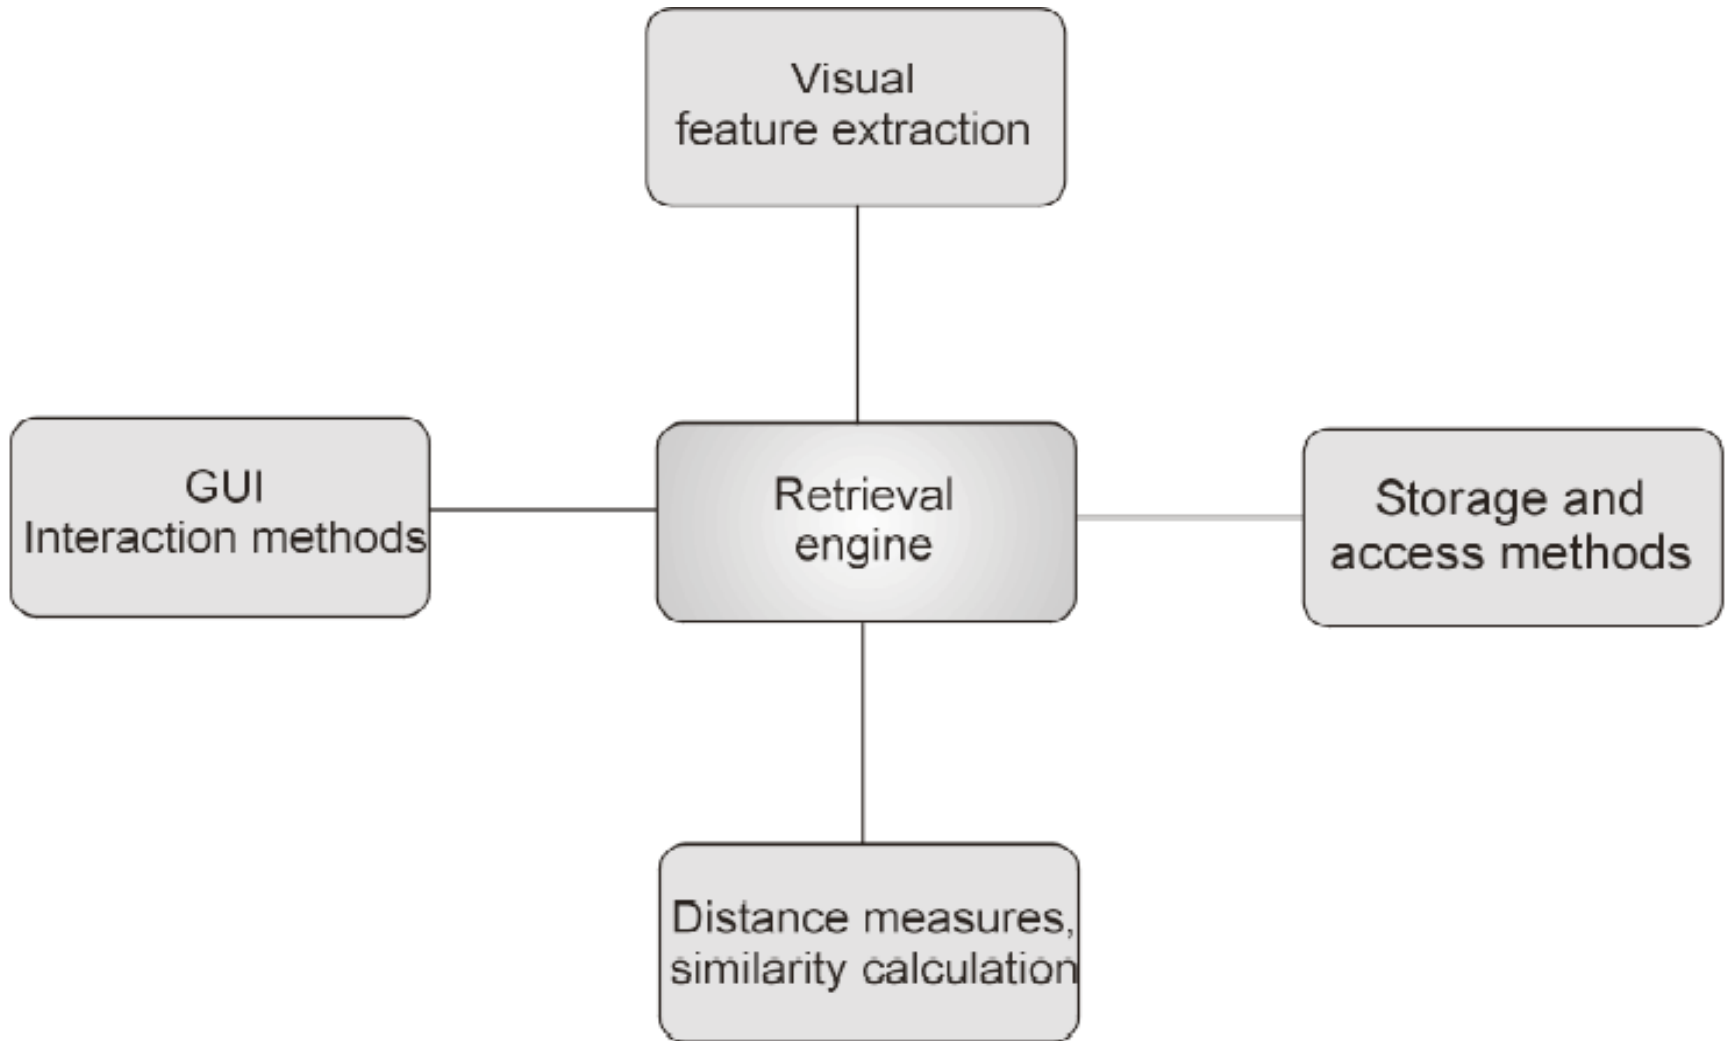 Visual
feature extraction
GUI
Interaction methods
Retrieval
engine
Storage and
access methods
Distance measures,
similarity calculation